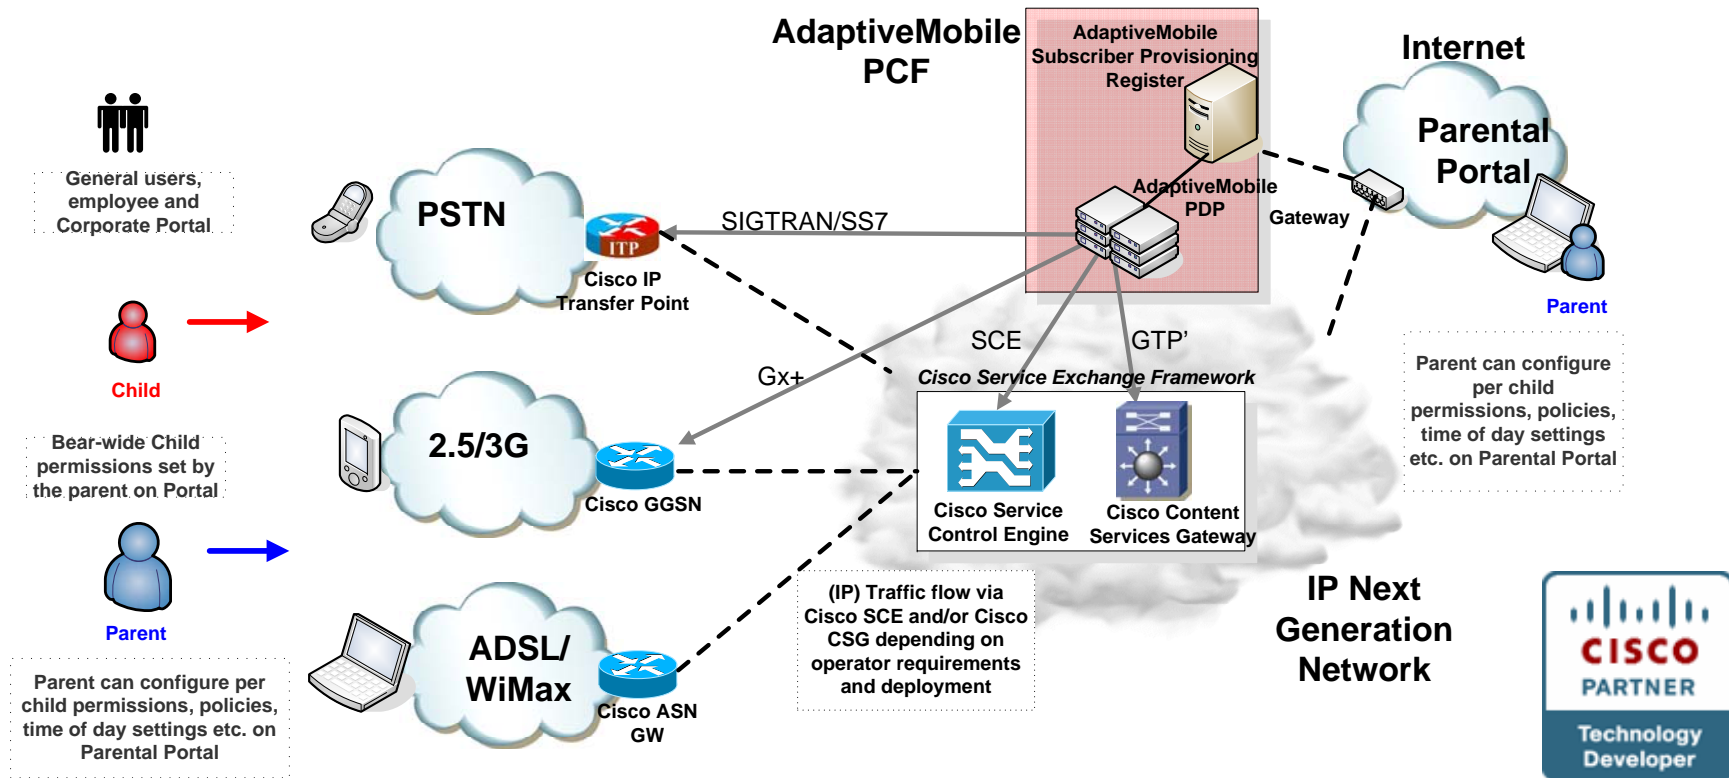 AdaptiveMobile
PCF
AdaptiveMobile
Subscriber Provisioning
Register
AdaptiveMobile
PDP
Internet
Parental
Portal
Gateway
Parent
Parent can configure
per child
permissions, policies,
time of day settings
etc. on Parental Portal
General users,
employee and
Corporate Portal
Child
Bear-wide Child
permissions set by
the parent on Portal
Parent
Parent can configure per
child permissions, policies,
time of day settings etc. on
Parental Portal
PSTN
ITP
Cisco IP
Transfer Point
SIGTRAN/SS7
2.5/3G
Cisco GGSN
Gx+
SCE
GTP’
Cisco Service Exchange Framework
Cisco Service
Control Engine
Cisco Content
Services Gateway
ADSL/
WiMax
Cisco ASN
GW
(IP) Traffic flow via
Cisco SCE and/or Cisco
CSG depending on
operator requirements
and deployment
IP Next
Generation
Network
CISCO
PARTNER
Technology
Developer